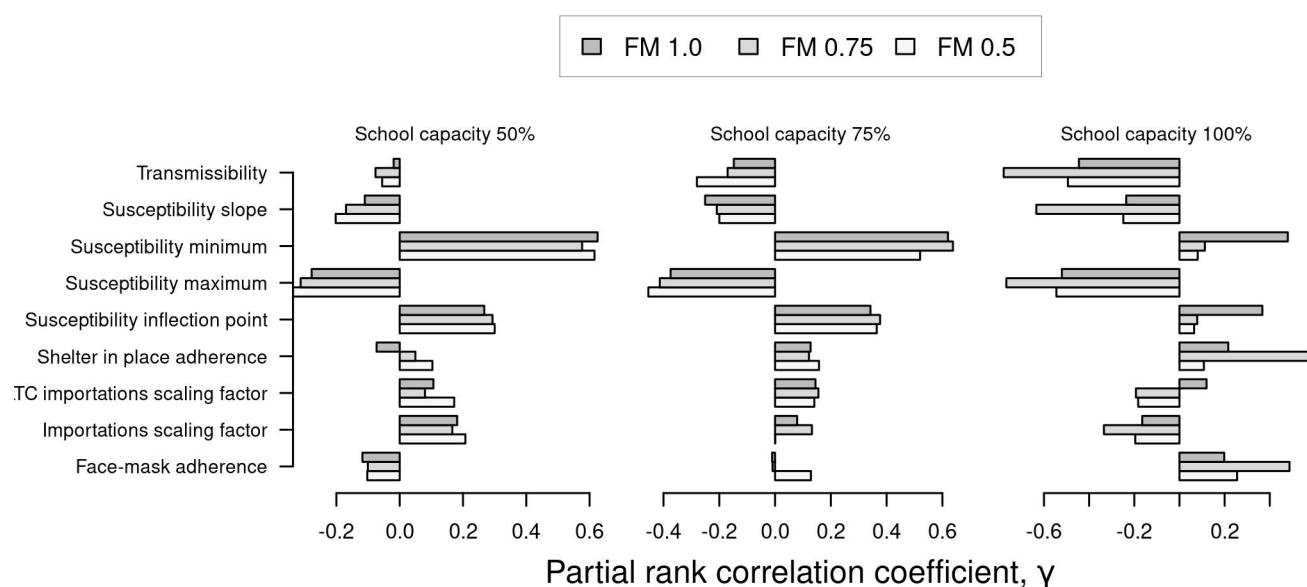 FM 1.0 FM 0.75 FM 0.5
School capacity 50% School capacity 75% School capacity 100%
Transmissibility
Susceptibility slope
Susceptibility minimum
Susceptibility maximum
Susceptibility inflection point
Shelter in place adherence
TC importations scaling factor
Importations scaling factor
Face-mask adherence
-0.2 0.0 0.2 0.4 0.6 -0.4 -0.2 0.0 0.2 0.4 0.6 -0.6 -0.2 0.2
Partial rank correlation coefficient, γ